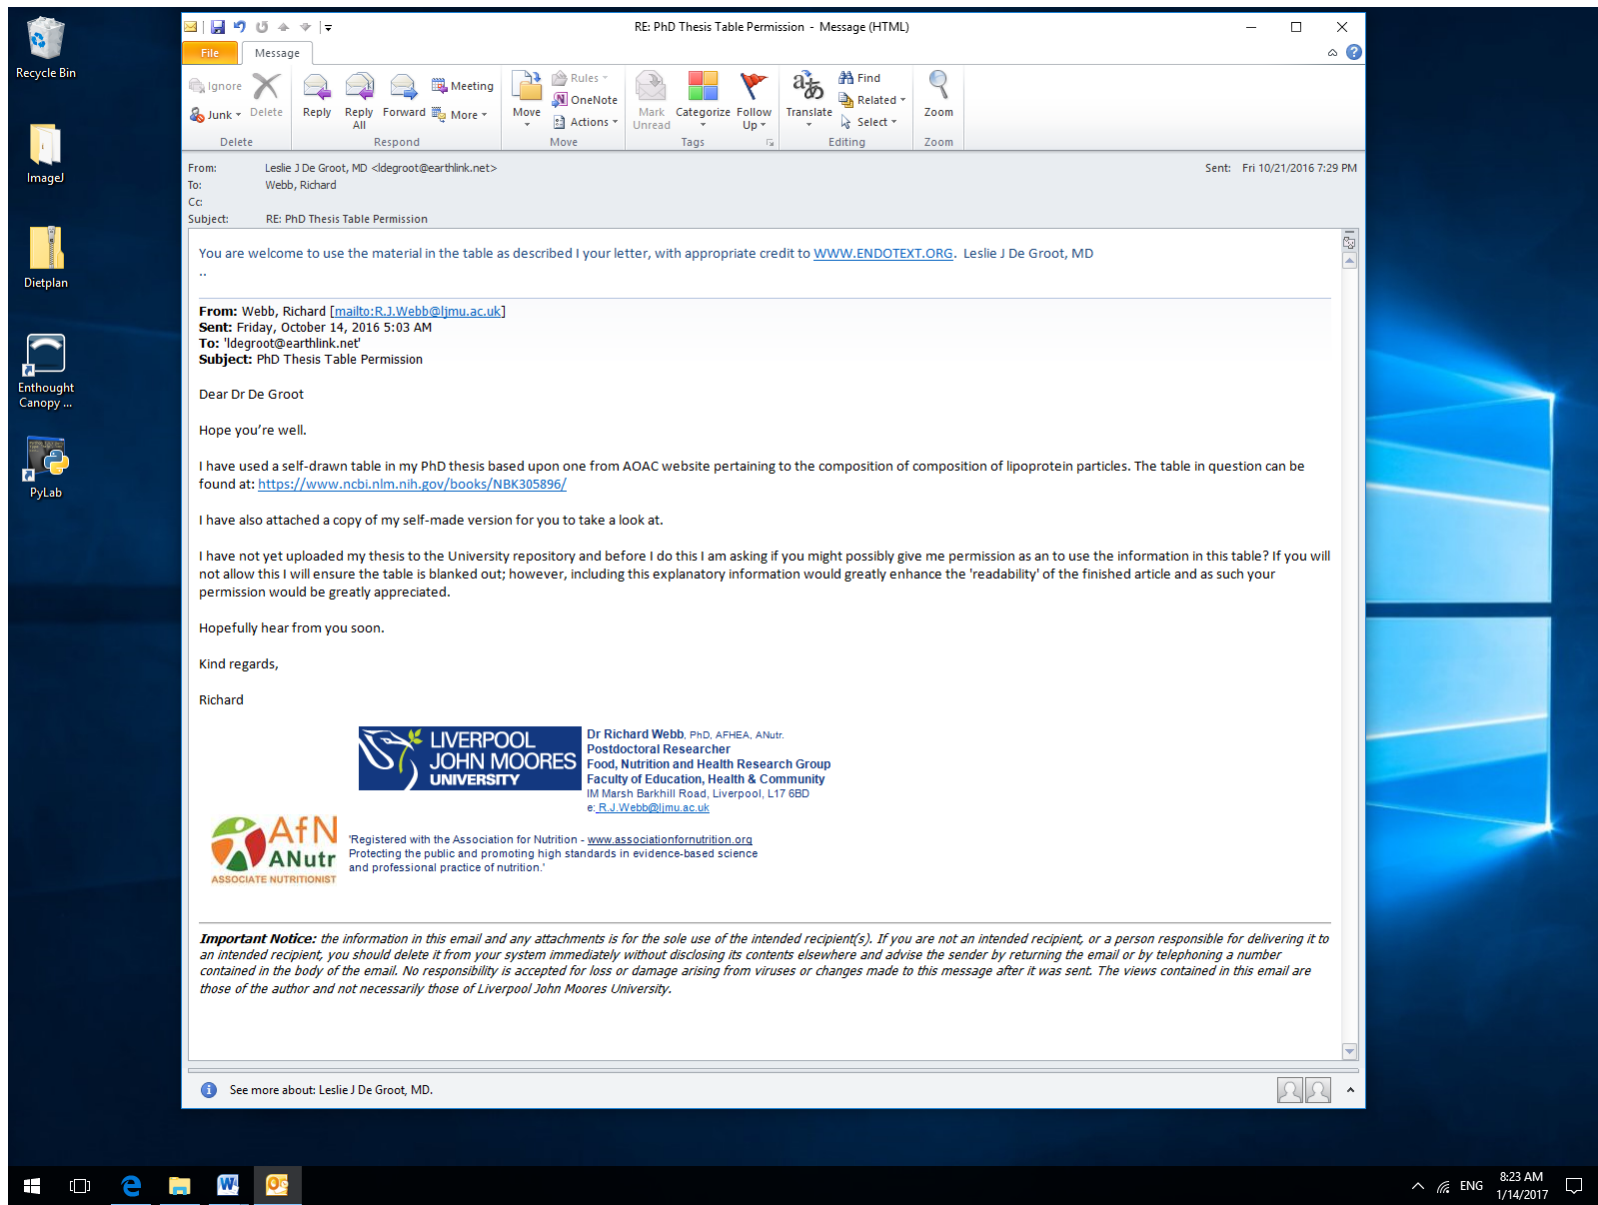 RE: PhD Thesis Table Permission - Message (HTML)
File
Message
Ignore
Junk
Delete
Delete
Reply
Reply All
Forward
Meeting
More
Respond
Move
Rules
OneNote
Actions
Move
Mark Unread
Categorize
Follow Up
Tags
Translate
Find
Related
Select
Editing
Zoom
Zoom
Recycle Bin
ImageJ
Dietplan
Enthought
Canopy ...
PyLab
From: Leslie J De Groot, MD <ldegroot@earthlink.net>
Sent: Fri 10/21/2016 7:29 PM
To: Webb, Richard
Cc:
Subject: RE: PhD Thesis Table Permission
You are welcome to use the material in the table as described I your letter, with appropriate credit to WWW.ENDOTEXT.ORG. Leslie J De Groot, MD
..
From: Webb, Richard [mailto:R.J.Webb@ljmu.ac.uk]
Sent: Friday, October 14, 2016 5:03 AM
To: 'ldegroot@earthlink.net'
Subject: PhD Thesis Table Permission
Dear Dr De Groot
Hope you're well.
I have used a self-drawn table in my PhD thesis based upon one from AOAC website pertaining to the composition of composition of lipoprotein particles. The table in question can be
found at: https://www.ncbi.nlm.nih.gov/books/NBK305896/
I have also attached a copy of my self-made version for you to take a look at.
I have not yet uploaded my thesis to the University repository and before I do this I am asking if you might possibly give me permission as an to use the information in this table? If you will
not allow this I will ensure the table is blanked out; however, including this explanatory information would greatly enhance the 'readability' of the finished article and as such your
permission would be greatly appreciated.
Hopefully hear from you soon.
Kind regards,
Richard
LIVERPOOL
JOHN MOORES
UNIVERSITY
Dr Richard Webb, PhD, AFHEA, ANutr.
Postdoctoral Researcher
Food, Nutrition and Health Research Group
Faculty of Education, Health & Community
IM Marsh Barkhill Road, Liverpool, L17 6BD
e: R.J.Webb@ljmu.ac.uk
AfN
ANutr
ASSOCIATE NUTRITIONIST
'Registered with the Association for Nutrition - www.associationfornutrition.org
Protecting the public and promoting high standards in evidence-based science
and professional practice of nutrition.'
Important Notice: the information in this email and any attachments is for the sole use of the intended recipient(s). If you are not an intended recipient, or a person responsible for delivering it to
an intended recipient, you should delete it from your system immediately without disclosing its contents elsewhere and advise the sender by returning the email or by telephoning a number
contained in the body of the email. No responsibility is accepted for loss or damage arising from viruses or changes made to this message after it was sent. The views contained in this email are
those of the author and not necessarily those of Liverpool John Moores University.
See more about: Leslie J De Groot, MD.
ENG
8:23 AM
1/14/2017